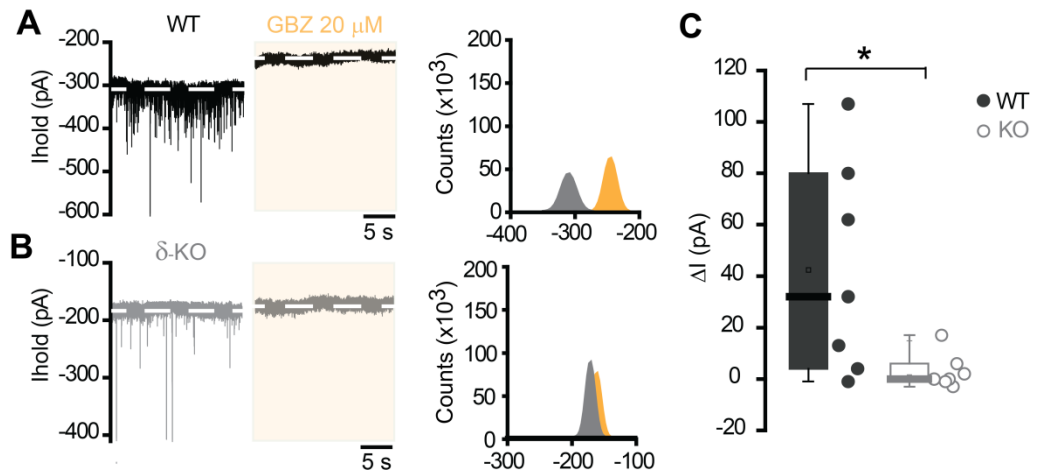 A
WT
GBZ 20 μM
Ihold (pA)
-200
-300
-400
-500
-600
5 s
Counts (x10³)
200
150
100
50
0
-400
-300
-200
B
δ-KO
Ihold (pA)
-100
-200
-300
-400
5 s
Counts (x10³)
200
150
100
50
0
-300
-200
-100
C
*
ΔI (pA)
120
100
80
60
40
20
0
-20
WT
KO